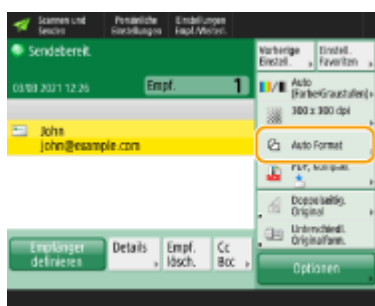 Scannen und
Senden
Persönliche
Einstellungen
Einstellungen
Empf./Weiterl.
Sendebereit.
Vorherige
Einstell.
Einstell.
Favoriten
03/03 2021 12:26
Empf.
1
Auto
(Farbe/Graustufen)
300 x 300 dpi
John
john@example.com
Auto Format
PDF, Kompakt
Doppelseitig.
Original
Unterschiedl.
Originalform.
Empfänger
definieren
Details
Empf.
lösch.
Cc
Bcc
Optionen